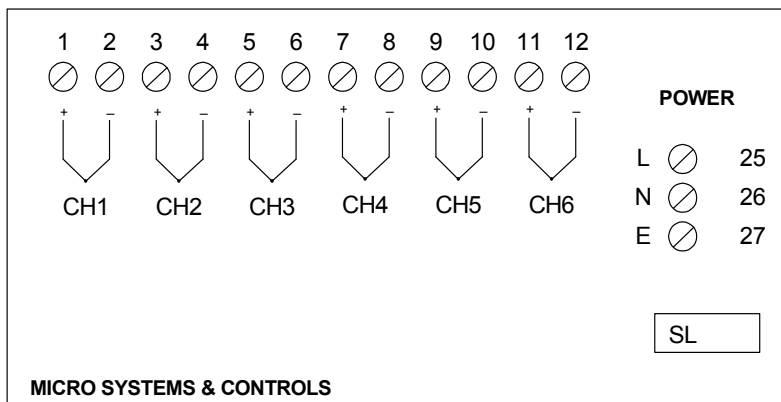 1 2 3 4 5 6 7 8 9 10 11 12
+ – + – + – + – + – + –
CH1 CH2 CH3 CH4 CH5 CH6
POWER
L 25
N 26
E 27
SL
MICRO SYSTEMS & CONTROLS